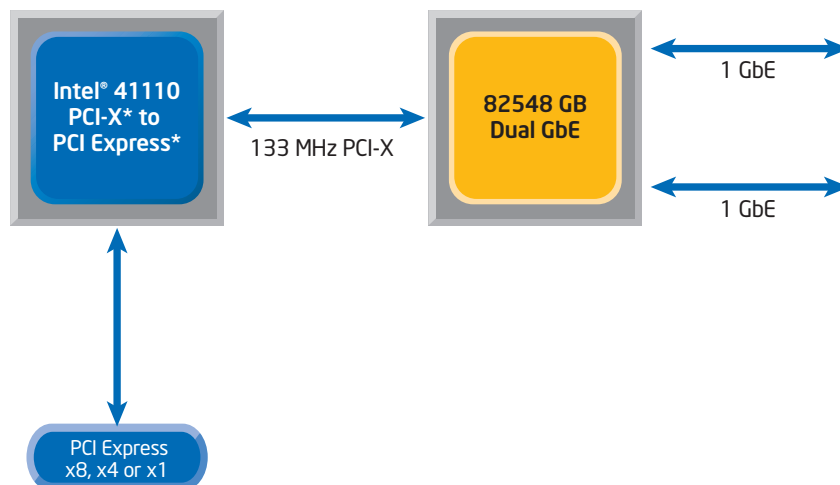 Intel® 41110
PCI-X* to
PCI Express*
133 MHz PCI-X
82548 GB
Dual GbE
1 GbE
1 GbE
PCI Express
x8, x4 or x1